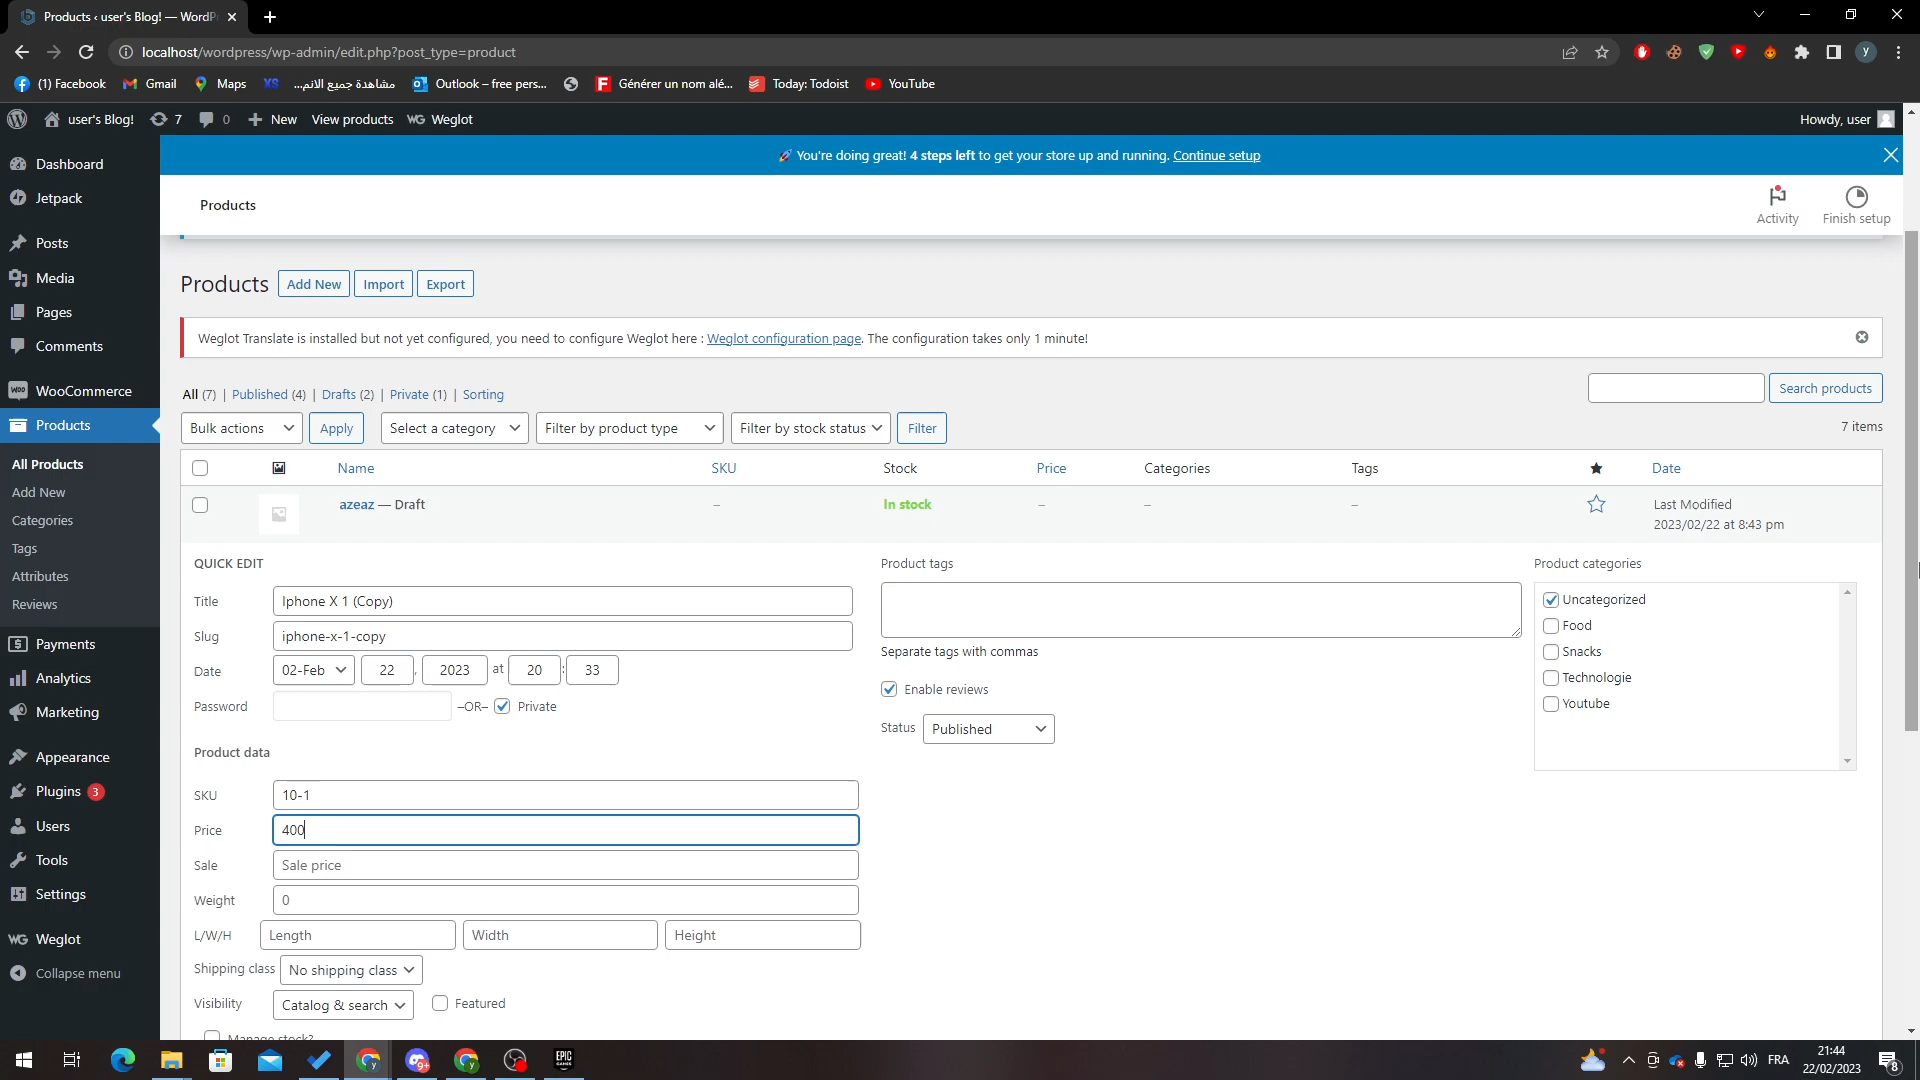 Products ‹ user's Blog! — WordP
localhost/wordpress/wp-admin/edit.php?post_type=product
y
(1) Facebook
Gmail
Maps
XS
مشاهدة جميع الانم...
Outlook – free pers...
Générer un nom alé...
Today: Todoist
YouTube
user's Blog!
7
0
New
View products
WG Weglot
Howdy, user
Dashboard
Jetpack
Posts
Media
Pages
Comments
WooCommerce
Products
All Products
Add New
Categories
Tags
Attributes
Reviews
Payments
Analytics
Marketing
Appearance
Plugins 3
Users
Tools
Settings
WG Weglot
Collapse menu
You're doing great! 4 steps left to get your store up and running. Continue setup
Products
Activity
Finish setup
Products
Add New
Import
Export
Weglot Translate is installed but not yet configured, you need to configure Weglot here : Weglot configuration page. The configuration takes only 1 minute!
All (7) | Published (4) | Drafts (2) | Private (1) | Sorting
Search products
Bulk actions
Apply
Select a category
Filter by product type
Filter by stock status
Filter
7 items
Name
SKU
Stock
Price
Categories
Tags
Date
azeaz — Draft
–
In stock
–
–
–
Last Modified
2023/02/22 at 8:43 pm
QUICK EDIT
Title
Iphone X 1 (Copy)
Slug
iphone-x-1-copy
Date
02-Feb
22
,
2023
at
20
:
33
Password
–OR–
Private
Product data
SKU
10-1
Price
400
Sale
Sale price
Weight
0
L/W/H
Length
Width
Height
Shipping class
No shipping class
Visibility
Catalog & search
Featured
Manage stock?
Product tags
Separate tags with commas
Enable reviews
Status
Published
Product categories
Uncategorized
Food
Snacks
Technologie
Youtube
9+
EPIC
GAMES
FRA
21:44
22/02/2023
8